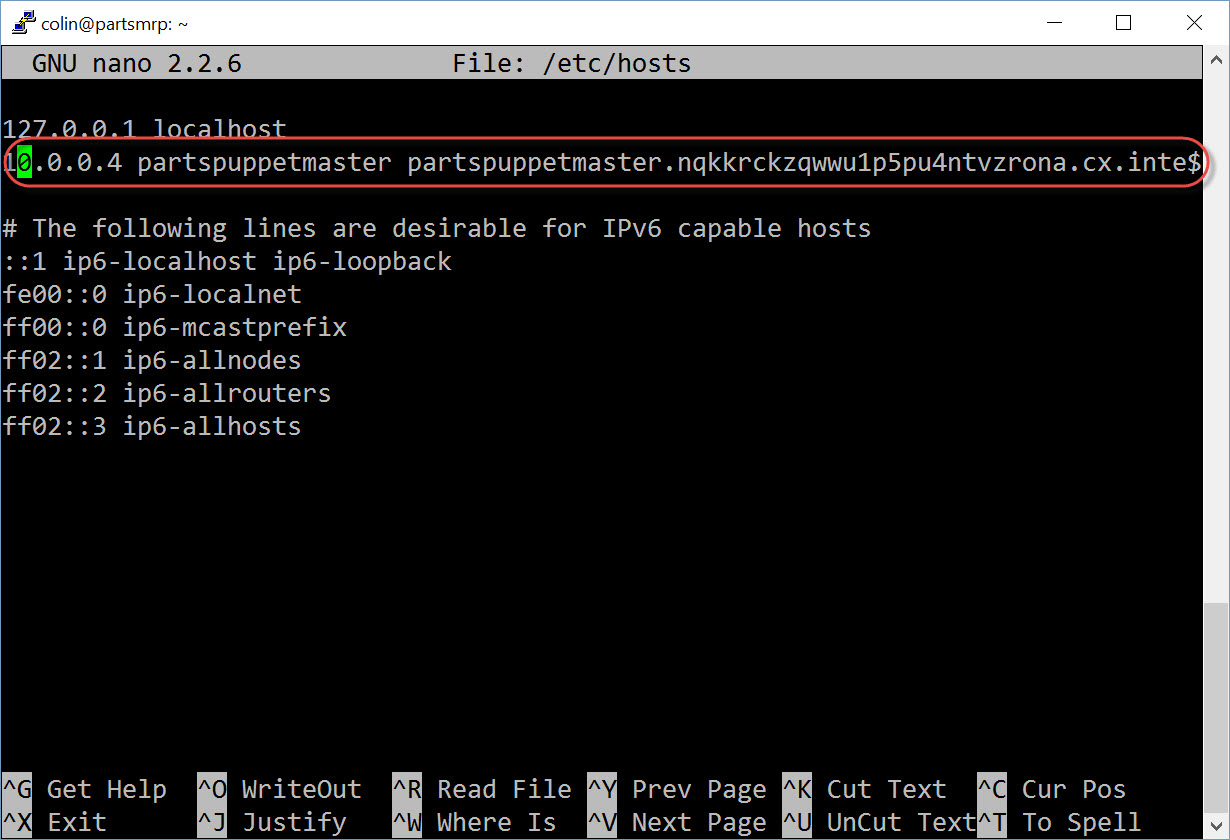 colin@partsmrp: ~
GNU nano 2.2.6 File: /etc/hosts
127.0.0.1 localhost
10.0.0.4 partspuppetmaster partspuppetmaster.nqkkrckzqwwu1p5pu4ntvzrona.cx.inte$
# The following lines are desirable for IPv6 capable hosts
::1 ip6-localhost ip6-loopback
fe00::0 ip6-localnet
ff00::0 ip6-mcastprefix
ff02::1 ip6-allnodes
ff02::2 ip6-allrouters
ff02::3 ip6-allhosts
^G Get Help ^O WriteOut ^R Read File ^Y Prev Page ^K Cut Text ^C Cur Pos
^X Exit ^J Justify ^W Where Is ^V Next Page ^U UnCut Text ^T To Spell